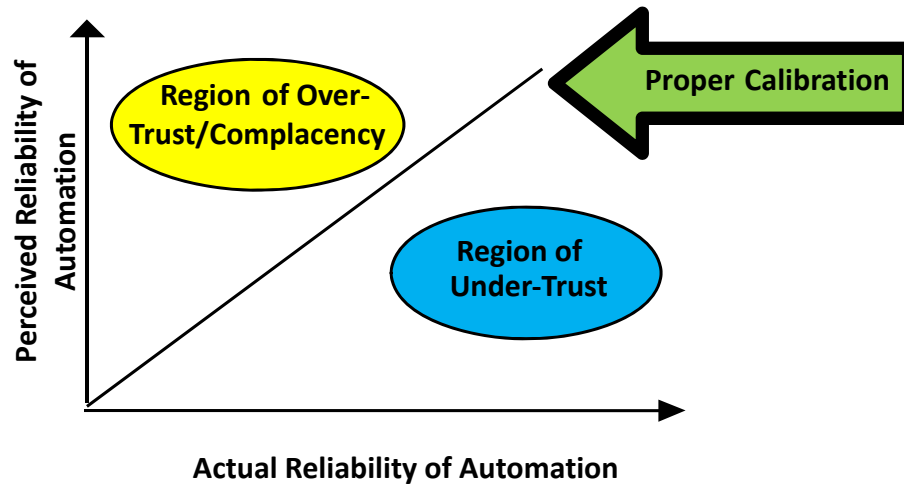 Perceived Reliability of
Automation
Region of Over-
Trust/Complacency
Proper Calibration
Region of
Under-Trust
Actual Reliability of Automation